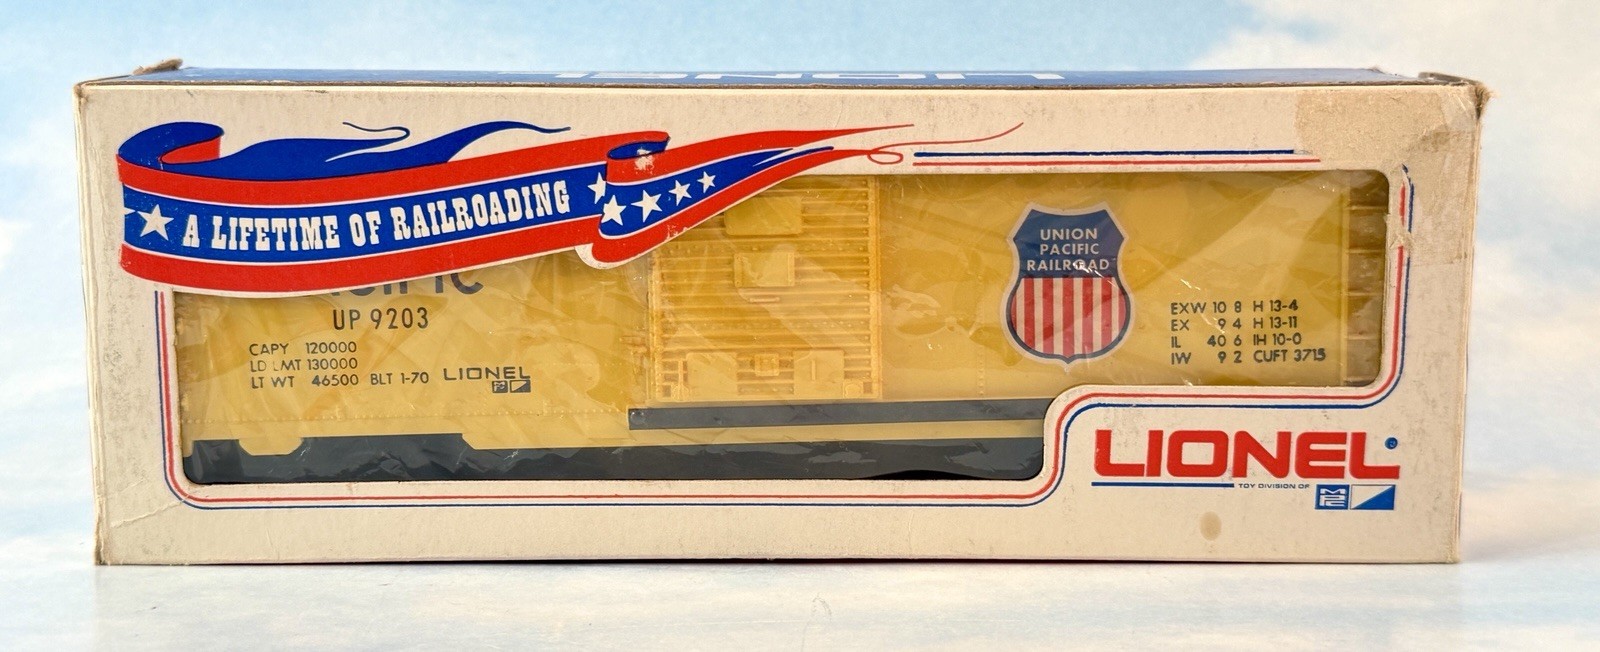 LIONEL
A LIFETIME OF RAILROADING
UP 9203
CAPY 120000
LD LMT 130000
LT WT 46500 BLT 1-70
LIONEL
UNION
PACIFIC
RAILROAD
EXW 10 8 H 13-4
EX 9 4 H 13-11
IL 40 6 IH 10-0
IW 9 2 CUFT 3715
LIONEL®
TOY DIVISION OF
MPC